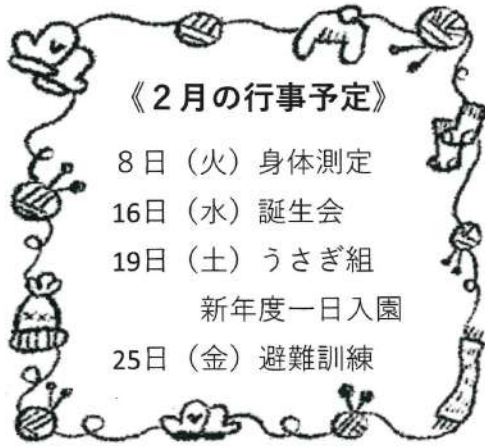 《２月の行事予定》
8日（火）身体測定
16日（水）誕生会
19日（土）うさぎ組
新年度一日入園
25日（金）避難訓練